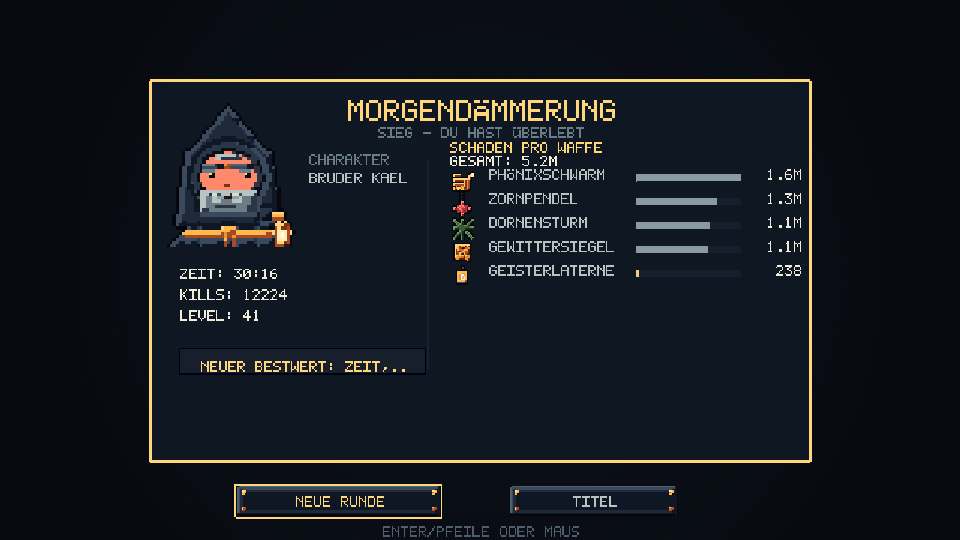 MORGENDÄMMERUNG
SIEG - DU HAST ÜBERLEBT
CHARAKTER
BRUDER KAEL
ZEIT: 30:16
KILLS: 12224
LEVEL: 41
NEUER BESTWERT: ZEIT,..
SCHADEN PRO WAFFE
GESAMT: 5.2M
PHÖNIXSCHWARM 1.6M
ZORNPENDEL 1.3M
DORNENSTURM 1.1M
GEWITTERSIEGEL 1.1M
GEISTERLATERNE 238
NEUE RUNDE
TITEL
ENTER/PFEILE ODER MAUS